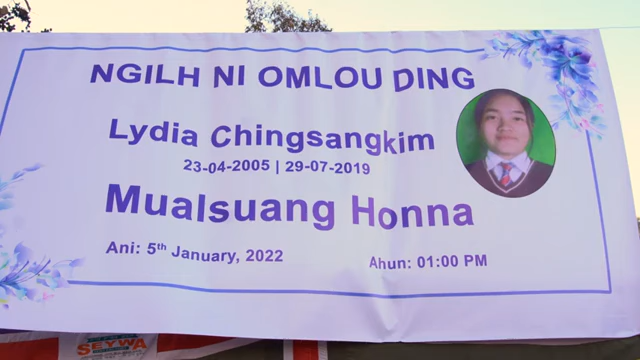 NGILH NI OMLOU DING
Lydia Chingsangkim
23-04-2005 | 29-07-2019
Mualsuang Honna
Ani: 5th January, 2022
Ahun: 01:00 PM
SEYWA